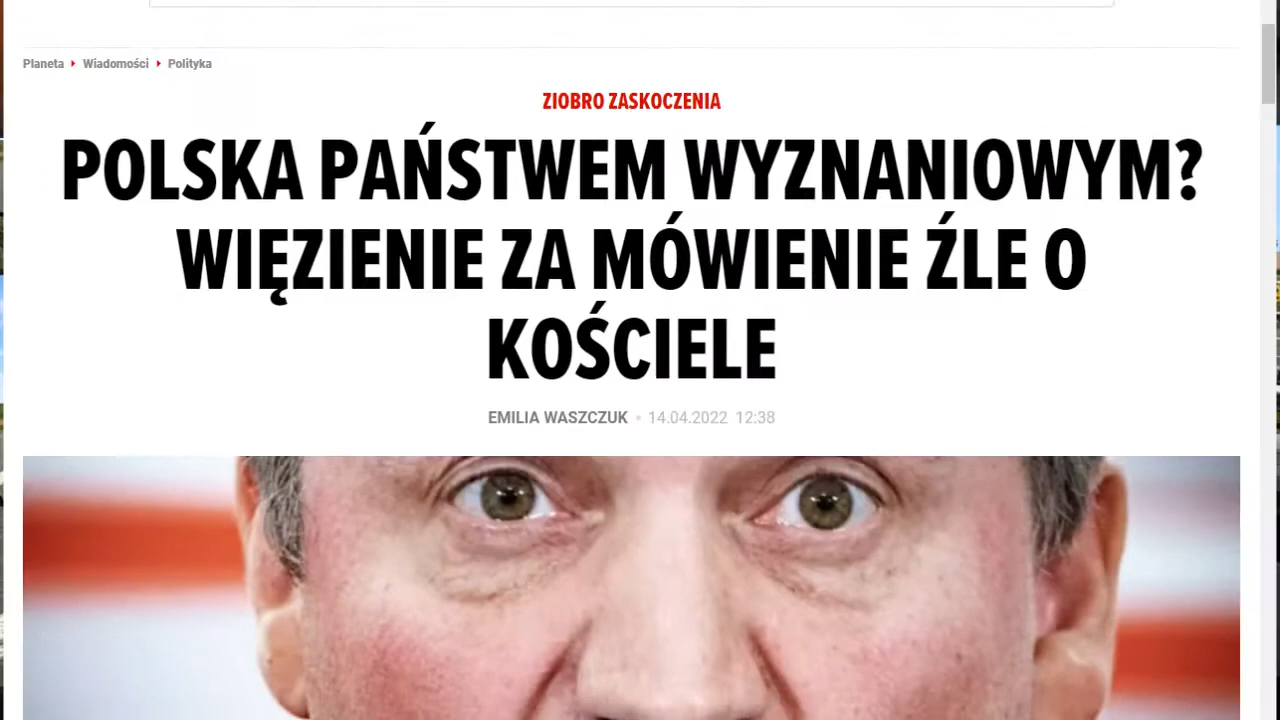 Planeta Wiadomości Polityka
ZIOBRO ZASKOCZENIA
POLSKA PAŃSTWEM WYZNANIOWYM?
WIĘZIENIE ZA MÓWIENIE ŹLE O
KOŚCIELE
EMILIA WASZCZUK 14.04.2022 12:38